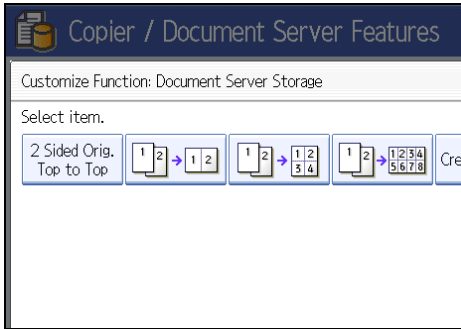 Copier / Document Server Features
Customize Function: Document Server Storage
Select item.
2 Sided Orig.
Top to Top
1 2 → 1 2
1 2 → 1 2
3 4
1 2 → 1 2 3 4
5 6 7 8
Cre